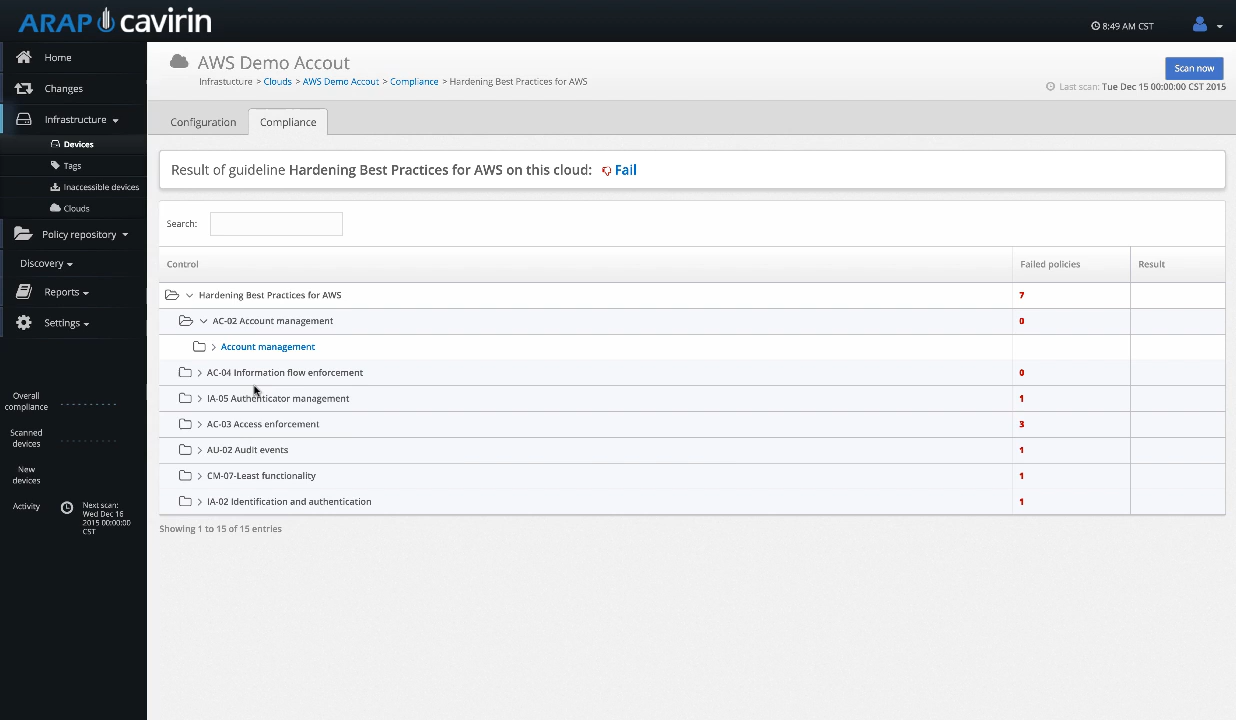 ARAP cavirin
8:49 AM CST
Home
Changes
Infrastructure
Devices
Tags
Inaccessible devices
Clouds
Policy repository
Discovery
Reports
Settings
Overall compliance
Scanned devices
New devices
Activity
Next scan:
Wed Dec 16
2015 00:00:00
CST
AWS Demo Accout
Infrastucture > Clouds > AWS Demo Accout > Compliance > Hardening Best Practices for AWS
Scan now
Last scan: Tue Dec 15 00:00:00 CST 2015
Configuration
Compliance
Result of guideline Hardening Best Practices for AWS on this cloud: Fail
Search:
Control Failed policies Result
Hardening Best Practices for AWS 7
AC-02 Account management 0
Account management
AC-04 Information flow enforcement 0
IA-05 Authenticator management 1
AC-03 Access enforcement 3
AU-02 Audit events 1
CM-07-Least functionality 1
IA-02 Identification and authentication 1
Showing 1 to 15 of 15 entries